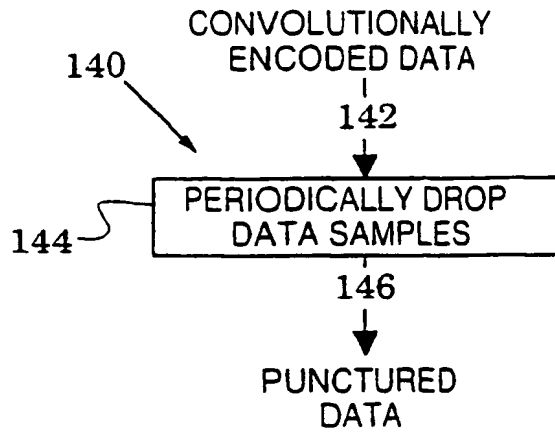 CONVOLUTIONALLY
ENCODED DATA
140
142
PERIODICALLY DROP
DATA SAMPLES
144
146
PUNCTURED
DATA